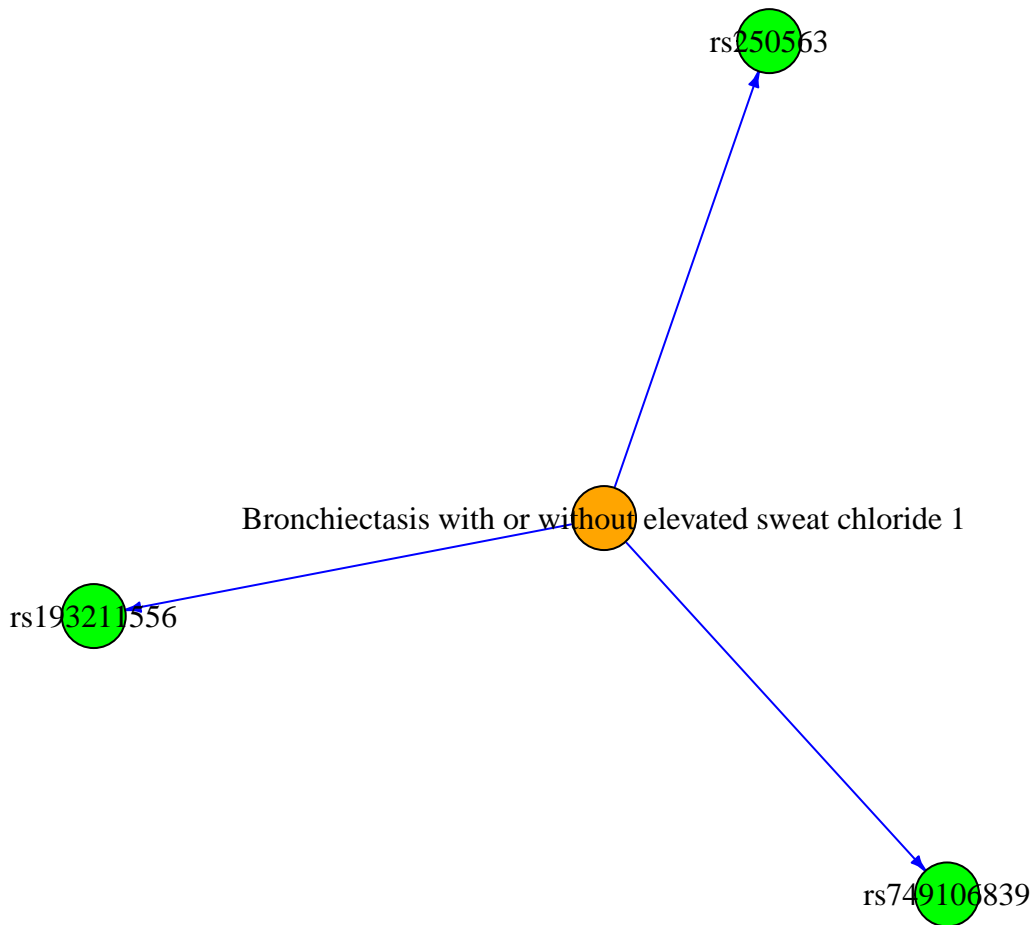 rs250563
Bronchiectasis with or without elevated sweat chloride 1
rs193211556
rs749106839